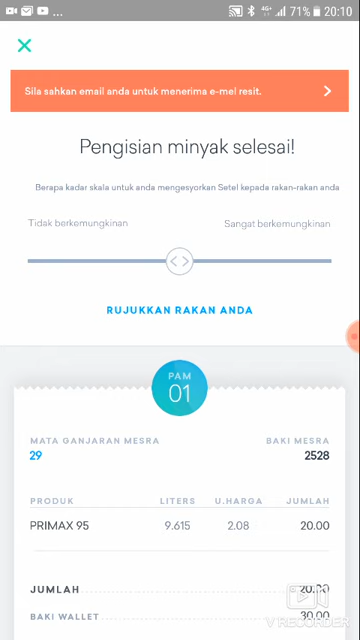 ... 4G+ 71% 20:10
Sila sahkan email anda untuk menerima e-mel resit.
Pengisian minyak selesai!
Berapa kadar skala untuk anda mengesyorkan Setel kepada rakan-rakan anda
Tidak berkemungkinan Sangat berkemungkinan
RUJUKKAN RAKAN ANDA
PAM
01
MATA GANJARAN MESRA BAKI MESRA
29 2528
PRODUK LITERS U.HARGA JUMLAH
PRIMAX 95 9.615 2.08 20.00
JUMLAH 20.00
BAKI WALLET 30.00
V RECORDER